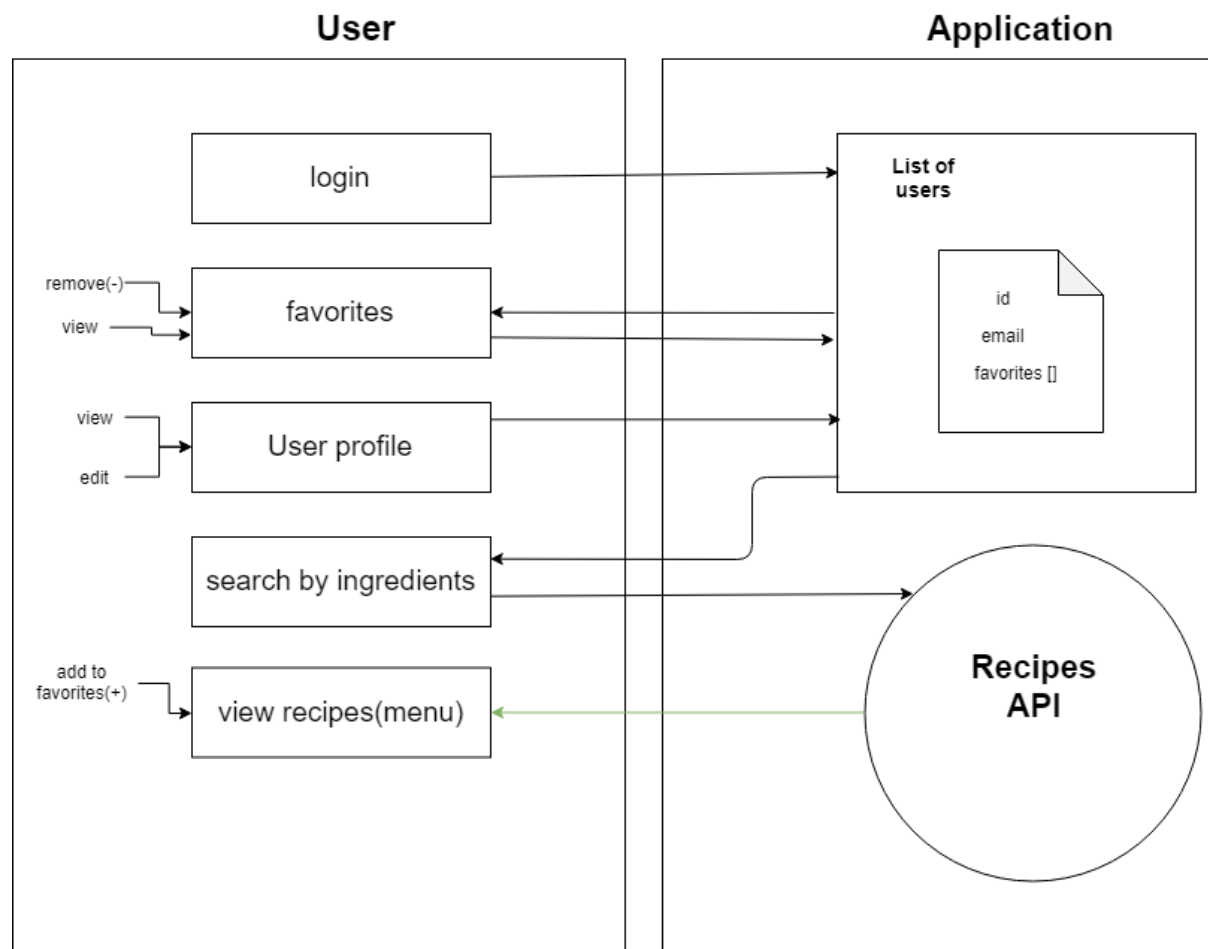 User
Application
login
List of
users
remove(-)
view
favorites
id
email
favorites []
view
edit
User profile
search by ingredients
add to
favorites(+)
view recipes(menu)
Recipes
API